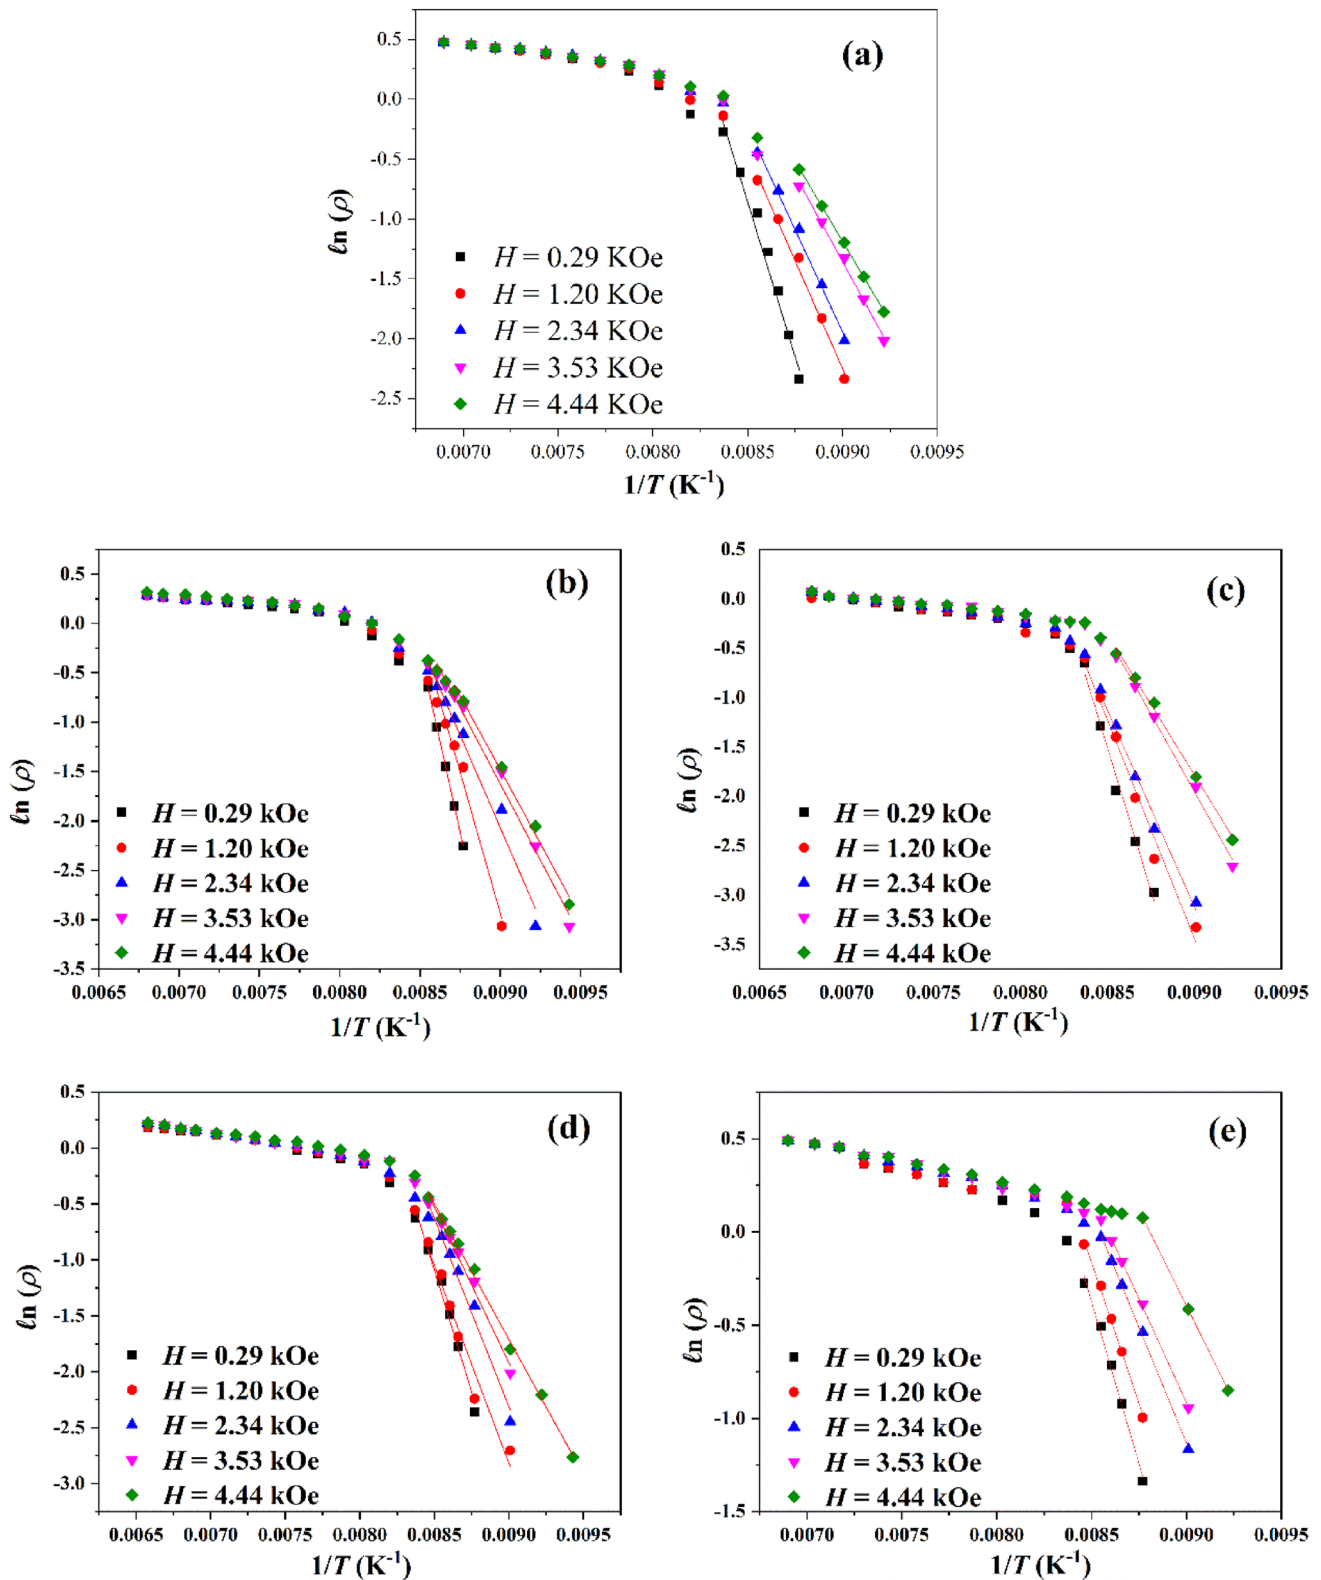 (a)
0.5
0.0
-0.5
-1.0
-1.5
-2.0
-2.5
ℓn (ρ)
H = 0.29 KOe
H = 1.20 KOe
H = 2.34 KOe
H = 3.53 KOe
H = 4.44 KOe
0.0070 0.0075 0.0080 0.0085 0.0090 0.0095
1/T (K⁻¹)
(b)
0.5
0.0
-0.5
-1.0
-1.5
-2.0
-2.5
-3.0
-3.5
ℓn (ρ)
H = 0.29 kOe
H = 1.20 kOe
H = 2.34 kOe
H = 3.53 kOe
H = 4.44 kOe
0.0065 0.0070 0.0075 0.0080 0.0085 0.0090 0.0095
1/T (K⁻¹)
(c)
0.5
0.0
-0.5
-1.0
-1.5
-2.0
-2.5
-3.0
-3.5
ℓn (ρ)
H = 0.29 kOe
H = 1.20 kOe
H = 2.34 kOe
H = 3.53 kOe
H = 4.44 kOe
0.0065 0.0070 0.0075 0.0080 0.0085 0.0090 0.0095
1/T (K⁻¹)
(d)
0.5
0.0
-0.5
-1.0
-1.5
-2.0
-2.5
-3.0
ℓn (ρ)
H = 0.29 kOe
H = 1.20 kOe
H = 2.34 kOe
H = 3.53 kOe
H = 4.44 kOe
0.0065 0.0070 0.0075 0.0080 0.0085 0.0090 0.0095
1/T (K⁻¹)
(e)
0.5
0.0
-0.5
-1.0
-1.5
ℓn (ρ)
H = 0.29 kOe
H = 1.20 kOe
H = 2.34 kOe
H = 3.53 kOe
H = 4.44 kOe
0.0070 0.0075 0.0080 0.0085 0.0090 0.0095
1/T (K⁻¹)